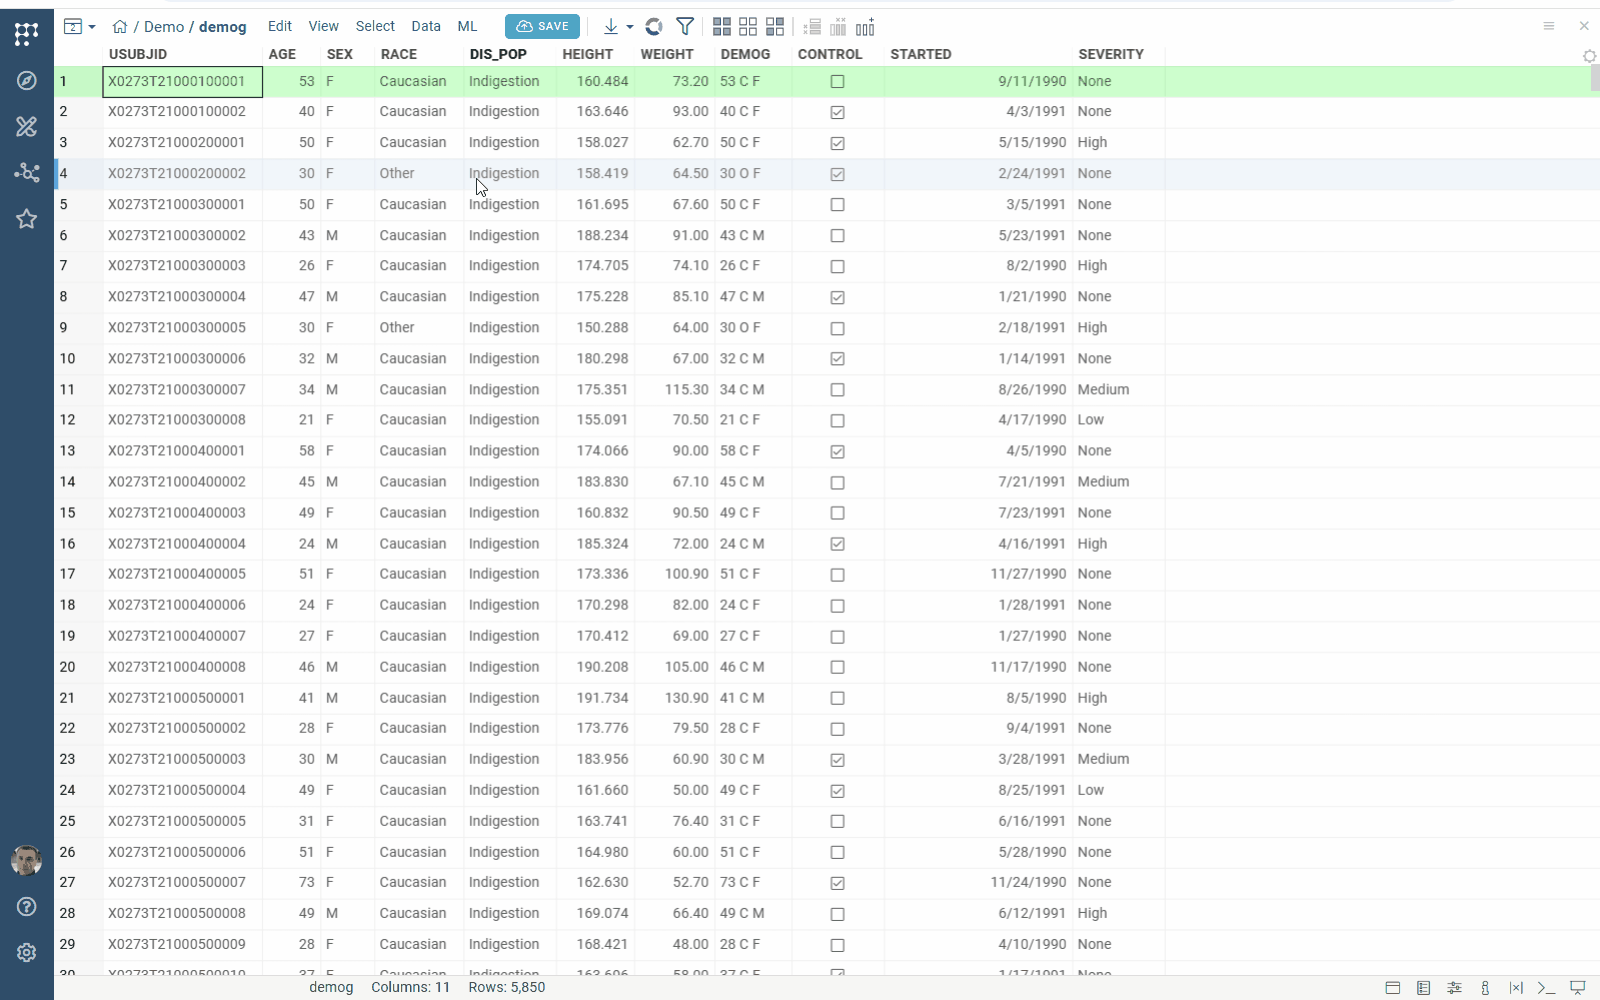 2 / Demo / demog Edit View Select Data ML SAVE
USUBJID AGE SEX RACE DIS_POP HEIGHT WEIGHT DEMOG CONTROL STARTED SEVERITY
1 X0273T21000100001 53 F Caucasian Indigestion 160.484 73.20 53 C F 9/11/1990 None
2 X0273T21000100002 40 F Caucasian Indigestion 163.646 93.00 40 C F 4/3/1991 None
3 X0273T21000200001 50 F Caucasian Indigestion 158.027 62.70 50 C F 5/15/1990 High
4 X0273T21000200002 30 F Other Indigestion 158.419 64.50 30 O F 2/24/1991 None
5 X0273T21000300001 50 F Caucasian Indigestion 161.695 67.60 50 C F 3/5/1991 None
6 X0273T21000300002 43 M Caucasian Indigestion 188.234 91.00 43 C M 5/23/1991 None
7 X0273T21000300003 26 F Caucasian Indigestion 174.705 74.10 26 C F 8/2/1990 High
8 X0273T21000300004 47 M Caucasian Indigestion 175.228 85.10 47 C M 1/21/1990 None
9 X0273T21000300005 30 F Other Indigestion 150.288 64.00 30 O F 2/18/1991 High
10 X0273T21000300006 32 M Caucasian Indigestion 180.298 67.00 32 C M 1/14/1991 None
11 X0273T21000300007 34 M Caucasian Indigestion 175.351 115.30 34 C M 8/26/1990 Medium
12 X0273T21000300008 21 F Caucasian Indigestion 155.091 70.50 21 C F 4/17/1990 Low
13 X0273T21000400001 58 F Caucasian Indigestion 174.066 90.00 58 C F 4/5/1990 None
14 X0273T21000400002 45 M Caucasian Indigestion 183.830 67.10 45 C M 7/21/1991 Medium
15 X0273T21000400003 49 F Caucasian Indigestion 160.832 90.50 49 C F 7/23/1991 None
16 X0273T21000400004 24 M Caucasian Indigestion 185.324 72.00 24 C M 4/16/1991 High
17 X0273T21000400005 51 F Caucasian Indigestion 173.336 100.90 51 C F 11/27/1990 None
18 X0273T21000400006 24 F Caucasian Indigestion 170.298 82.00 24 C F 1/28/1991 None
19 X0273T21000400007 27 F Caucasian Indigestion 170.412 69.00 27 C F 1/27/1990 None
20 X0273T21000400008 46 M Caucasian Indigestion 190.208 105.00 46 C M 11/17/1990 None
21 X0273T21000500001 41 M Caucasian Indigestion 191.734 130.90 41 C M 8/5/1990 High
22 X0273T21000500002 28 F Caucasian Indigestion 173.776 79.50 28 C F 9/4/1991 None
23 X0273T21000500003 30 M Caucasian Indigestion 183.956 60.90 30 C M 3/28/1991 Medium
24 X0273T21000500004 49 F Caucasian Indigestion 161.660 50.00 49 C F 8/25/1991 Low
25 X0273T21000500005 31 F Caucasian Indigestion 163.741 76.40 31 C F 6/16/1991 None
26 X0273T21000500006 51 F Caucasian Indigestion 164.980 60.00 51 C F 5/28/1990 None
27 X0273T21000500007 73 F Caucasian Indigestion 162.630 52.70 73 C F 11/24/1990 None
28 X0273T21000500008 49 M Caucasian Indigestion 169.074 66.40 49 C M 6/12/1991 High
29 X0273T21000500009 28 F Caucasian Indigestion 168.421 48.00 28 C F 4/10/1990 None
30 X0273T21000500010 37 F Caucasian Indigestion 58.00 37 C F 1/17/1991 None
demog Columns: 11 Rows: 5,850